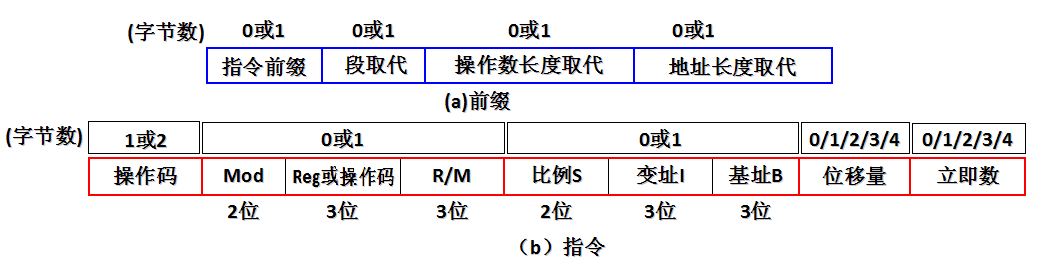 (字节数) 0或1 0或1 0或1 0或1
指令前缀 段取代 操作数长度取代 地址长度取代
(a)前缀
(字节数) 1或2 0或1 0或1 0/1/2/3/4 0/1/2/3/4
操作码 Mod Reg或操作码 R/M 比例S 变址I 基址B 位移量 立即数
2位 3位 3位 2位 3位 3位
（b）指令